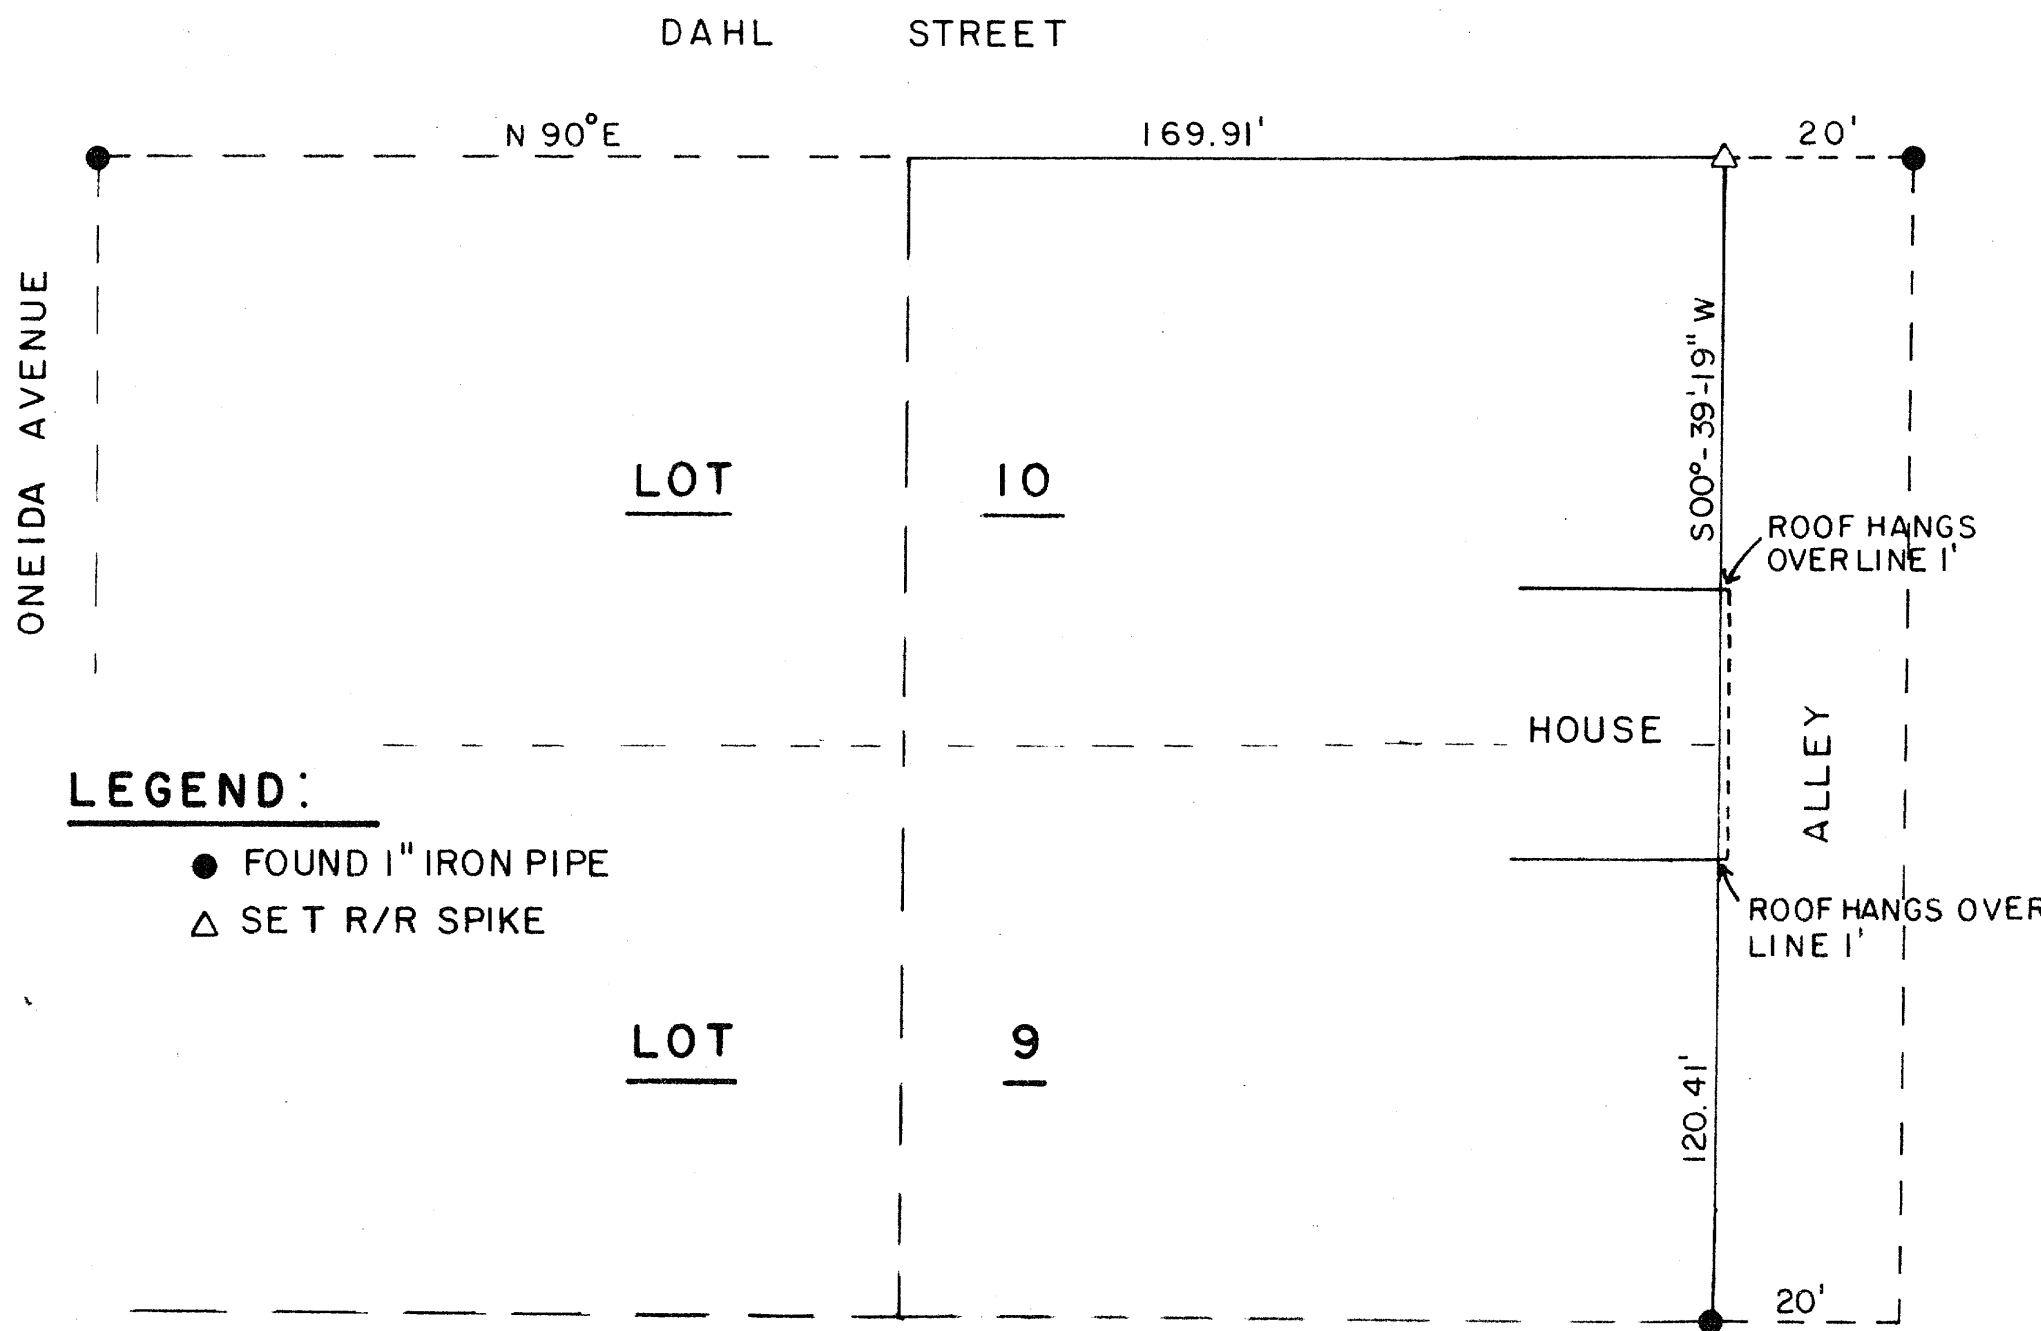 DAHL STREET
N 90°E 169.91' 20'
ONEIDA AVENUE
S00°-39'-19" W
LOT 10
ROOF HANGS
OVER LINE 1'
HOUSE
ALLEY
LEGEND:
● FOUND 1" IRON PIPE
△ SET R/R SPIKE
ROOF HANGS OVER
LINE 1'
LOT 9
120.41'
20'